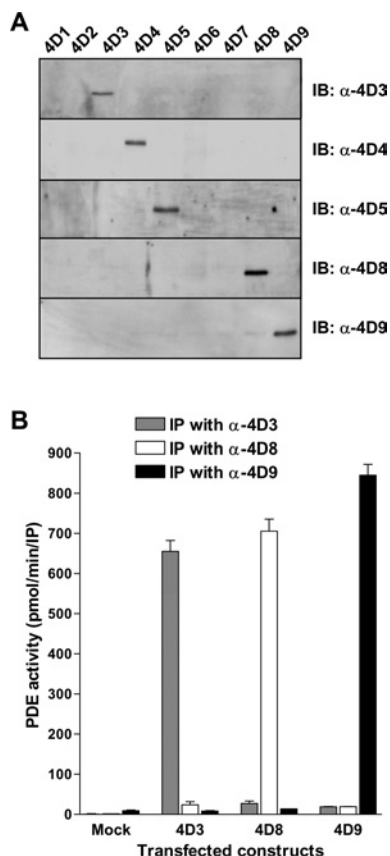 A
4D1 4D2 4D3 4D4 4D5 4D6 4D7 4D8 4D9
IB: α-4D3
IB: α-4D4
IB: α-4D5
IB: α-4D8
IB: α-4D9
B
IP with α-4D3
IP with α-4D8
IP with α-4D9
PDE activity (pmol/min/IP)
900
800
700
600
500
400
300
200
100
0
Mock 4D3 4D8 4D9
Transfected constructs